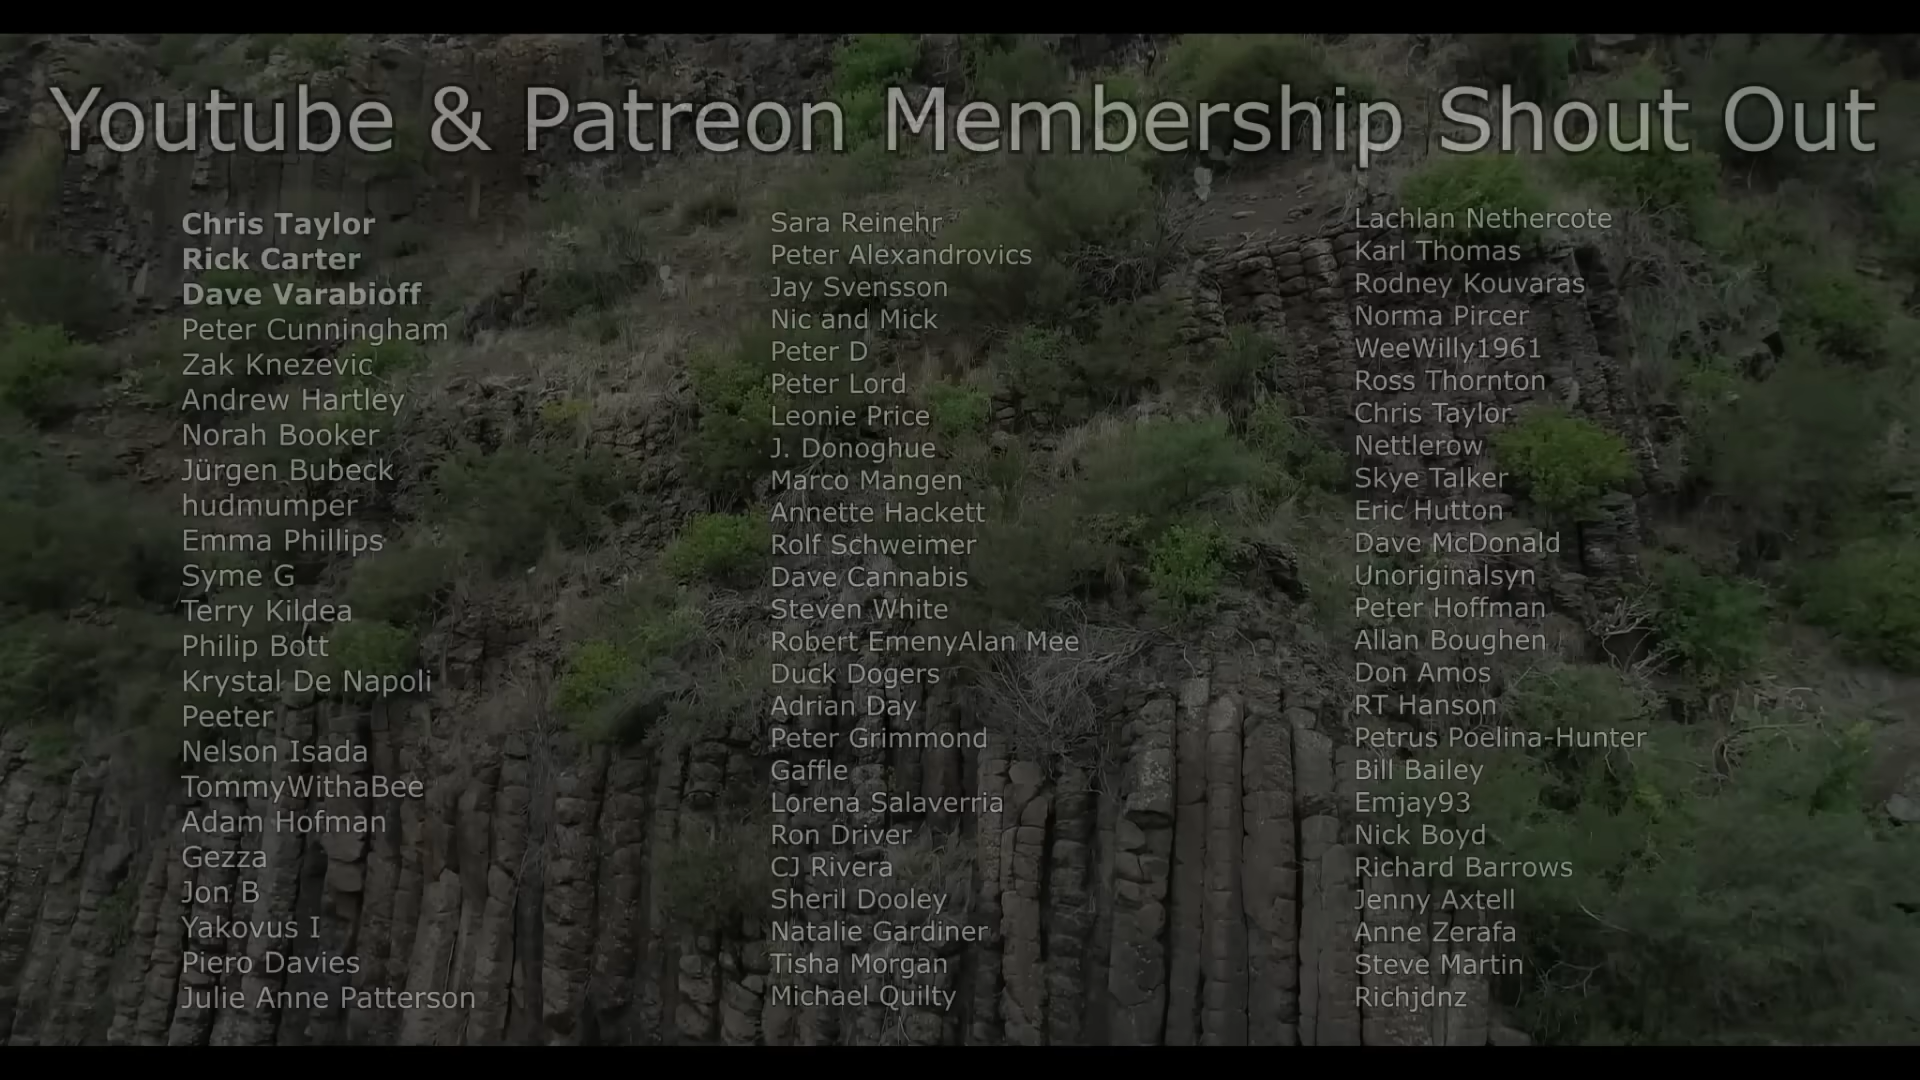 Youtube & Patreon Membership Shout Out
Chris Taylor
Rick Carter
Dave Varabioff
Peter Cunningham
Zak Knezevic
Andrew Hartley
Norah Booker
Jürgen Bubeck
hudmumper
Emma Phillips
Syme G
Terry Kildea
Philip Bott
Krystal De Napoli
Peeter
Nelson Isada
TommyWithaBee
Adam Hofman
Gezza
Jon B
Yakovus I
Piero Davies
Julie Anne Patterson
Sara Reinehr
Peter Alexandrovics
Jay Svensson
Nic and Mick
Peter D
Peter Lord
Leonie Price
J. Donoghue
Marco Mangen
Annette Hackett
Rolf Schweimer
Dave Cannabis
Steven White
Robert EmenyAlan Mee
Duck Dogers
Adrian Day
Peter Grimmond
Gaffle
Lorena Salaverria
Ron Driver
CJ Rivera
Sheril Dooley
Natalie Gardiner
Tisha Morgan
Michael Quilty
Lachlan Nethercote
Karl Thomas
Rodney Kouvaras
Norma Pircer
WeeWilly1961
Ross Thornton
Chris Taylor
Nettlerow
Skye Talker
Eric Hutton
Dave McDonald
Unoriginalsyn
Peter Hoffman
Allan Boughen
Don Amos
RT Hanson
Petrus Poelina-Hunter
Bill Bailey
Emjay93
Nick Boyd
Richard Barrows
Jenny Axtell
Anne Zerafa
Steve Martin
Richjdnz